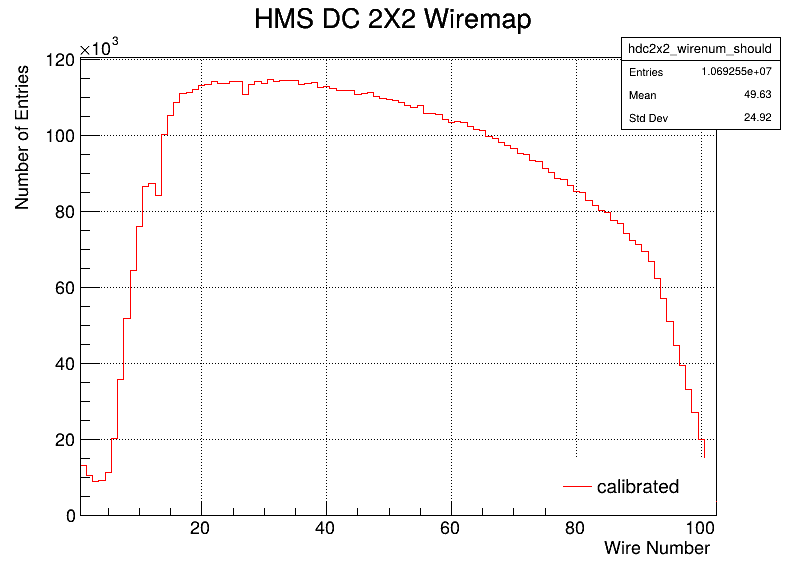 HMS DC 2X2 Wiremap
×10³
hdc2x2_wirenum_should
Entries 1.069255e+07
Mean 49.63
Std Dev 24.92
Number of Entries
120
100
80
60
40
20
0
20 40 60 80 100
calibrated
Wire Number